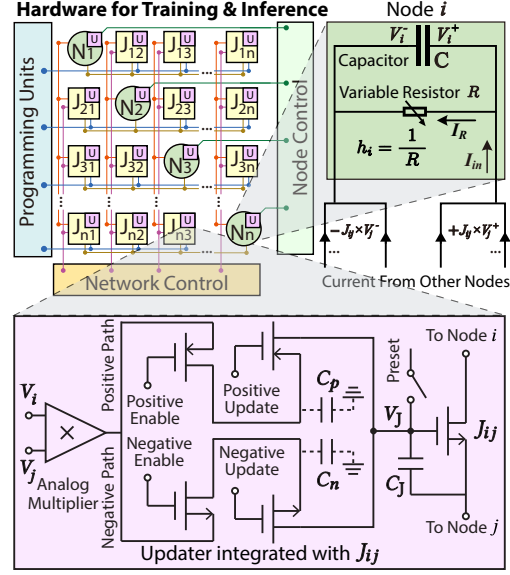 Hardware for Training & Inference
Node i
Programming Units
N1 U
J12 U
J13 U
...
J1n U
J21 U
N2 U
J23 U
...
J2n U
J31 U
J32 U
N3 U
...
J3n U
...
Jn1 U
Jn2 U
Jn3 U
...
Nn U
Node Control
Network Control
Vi- Vi+
Capacitor C
Variable Resistor R
IR
hi = 1/R
Iin
-Jij×Vj-
+Jij×Vj+
... ...
Current From Other Nodes
Vi
Vj
×
Analog
Multiplier
Positive Path
Negative Path
Positive
Enable
Negative
Enable
Positive
Update
Negative
Update
Cp
Cn
Preset
VJ
CJ
To Node i
Jij
To Node j
Updater integrated with Jij